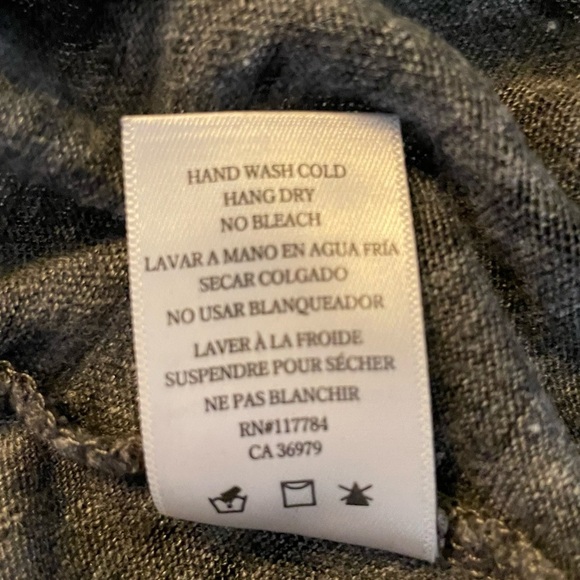 HAND WASH COLD
HANG DRY
NO BLEACH
LAVAR A MANO EN AGUA FRÍA
SECAR COLGADO
NO USAR BLANQUEADOR
LAVER À LA FROIDE
SUSPENDRE POUR SÉCHER
NE PAS BLANCHIR
RN#117784
CA 36979